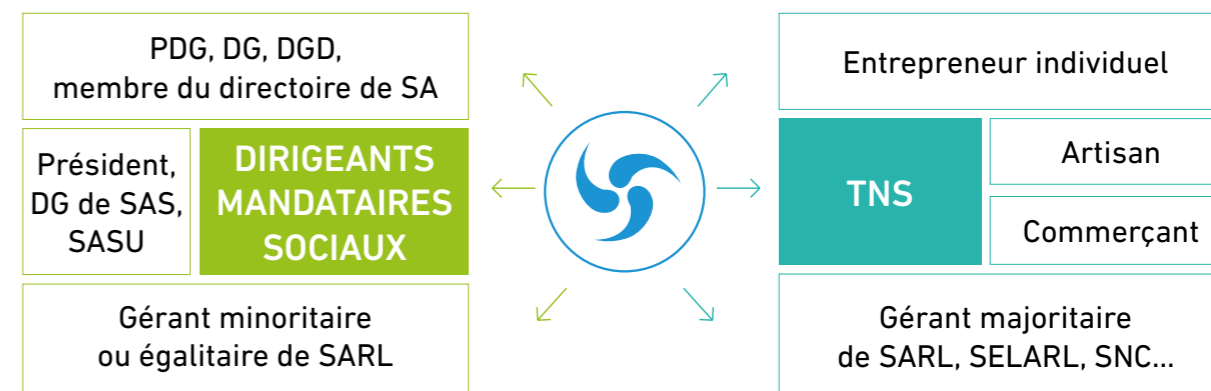 PDG, DG, DGD,
membre du directoire de SA
Président,
DG de SAS,
SASU
DIRIGEANTS
MANDATAIRES
SOCIAUX
Gérant minoritaire
ou égalitaire de SARL
Entrepreneur individuel
TNS
Artisan
Commerçant
Gérant majoritaire
de SARL, SELARL, SNC...